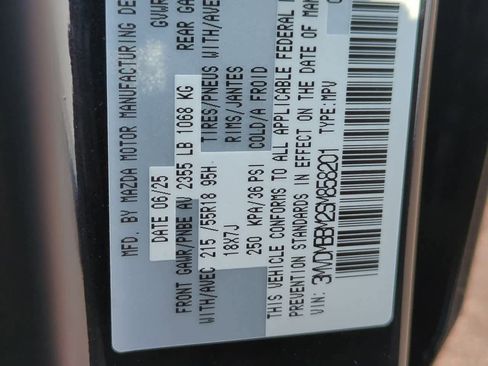 MFD. BY MAZDA MOTOR MANUFACTURING DE
DATE 06/25 GVWR
FRONT GAWR/PNBE AV 2355 LB 1068 KG REAR GA
WITH/AVEC 215 /55R18 95H TIRES/PNEUS WITH/AVE
18X7J RIMS/JANTES
250 KPA/36 PSI COLD/A FROID
THIS VEHICLE CONFORMS TO ALL APPLICABLE FEDERAL
PREVENTION STANDARDS IN EFFECT ON THE DATE OF MAN
VIN: 3MVDMBBM2SM858201 TYPE:MPV